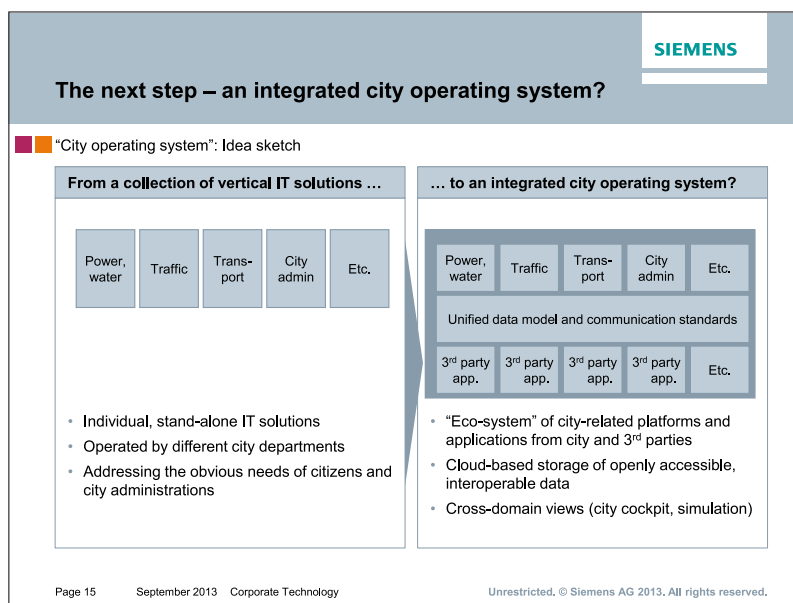 SIEMENS
The next step – an integrated city operating system?
“City operating system”: Idea sketch
From a collection of vertical IT solutions …
Power,
water
Traffic
Trans-
port
City
admin
Etc.
• Individual, stand-alone IT solutions
• Operated by different city departments
• Addressing the obvious needs of citizens and
city administrations
… to an integrated city operating system?
Power,
water
Traffic
Trans-
port
City
admin
Etc.
Unified data model and communication standards
3rd party
app.
3rd party
app.
3rd party
app.
3rd party
app.
Etc.
• “Eco-system” of city-related platforms and
applications from city and 3rd parties
• Cloud-based storage of openly accessible,
interoperable data
• Cross-domain views (city cockpit, simulation)
Page 15 September 2013 Corporate Technology Unrestricted. © Siemens AG 2013. All rights reserved.